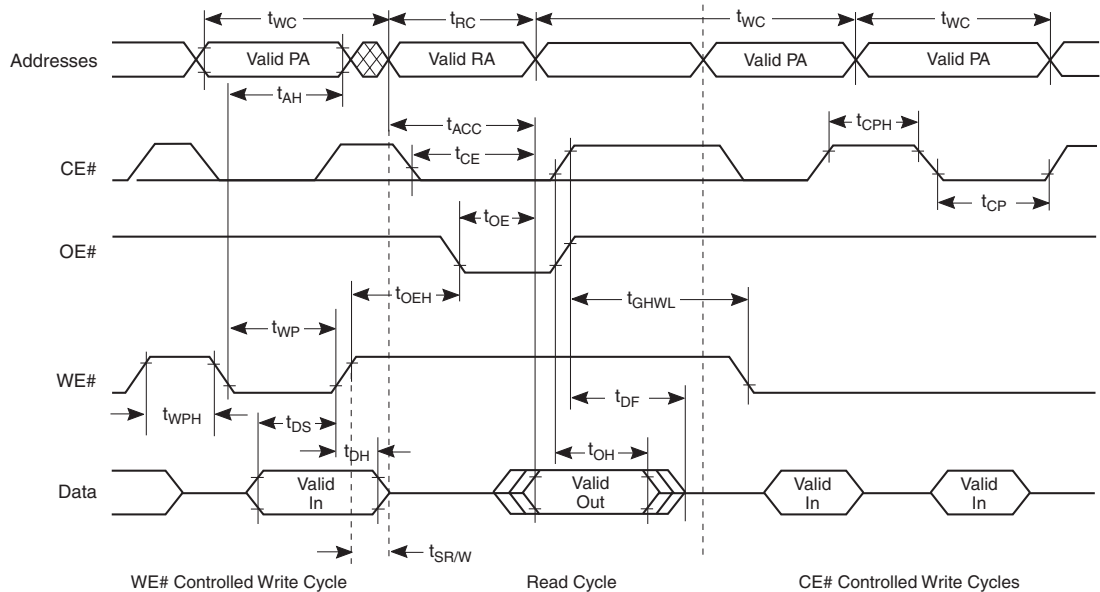 tWC tRC tWC tWC
Addresses Valid PA Valid RA Valid PA Valid PA
tAH
tACC
tCPH
tCE
CE#
tCP
tOE
OE#
tOEH
tGHWL
tWP
WE#
tDF
tWPH
tDS
tDH
tOH
Data
Valid In
Valid Out
Valid In
Valid In
tSR/W
WE# Controlled Write Cycle Read Cycle CE# Controlled Write Cycles